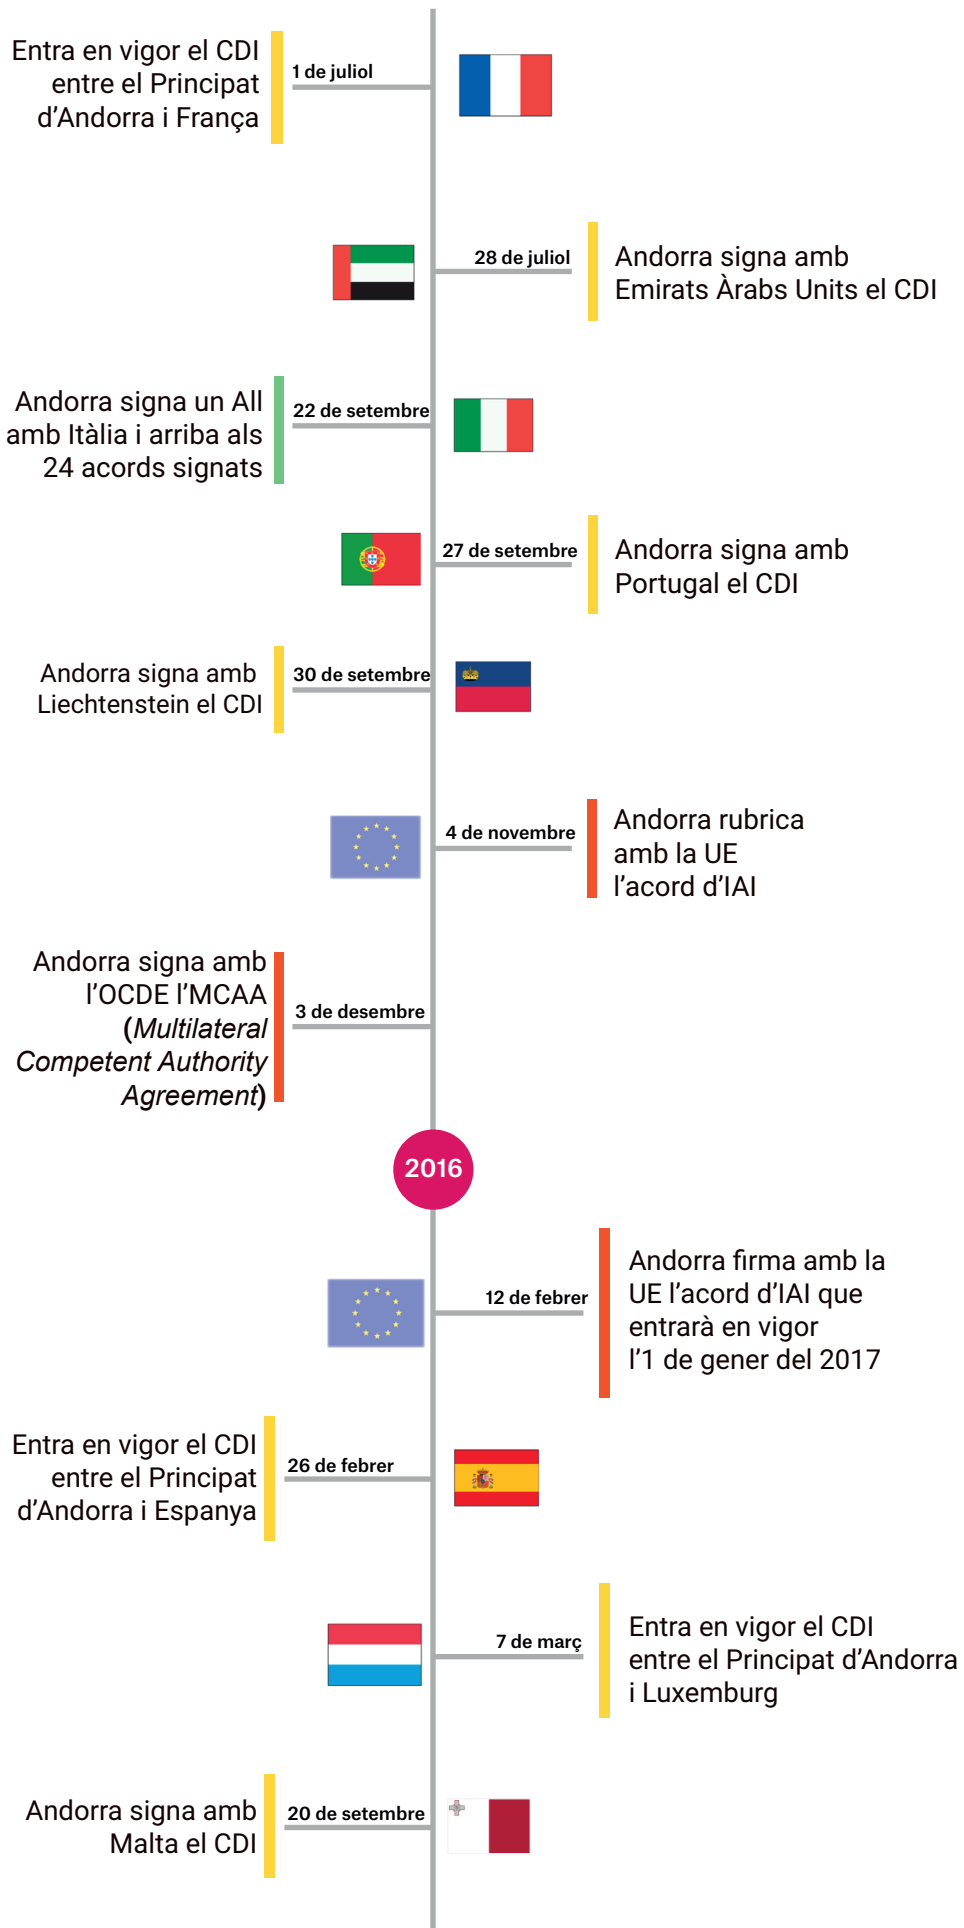 Entra en vigor el CDI
entre el Principat
d’Andorra i França
1 de juliol
28 de juliol
Andorra signa amb
Emirats Àrabs Units el CDI
Andorra signa un AII
amb Itàlia i arriba als
24 acords signats
22 de setembre
27 de setembre
Andorra signa amb
Portugal el CDI
Andorra signa amb
Liechtenstein el CDI
30 de setembre
4 de novembre
Andorra rubrica
amb la UE
l’acord d’IAI
Andorra signa amb
l’OCDE l’MCAA
(Multilateral
Competent Authority
Agreement)
3 de desembre
2016
12 de febrer
Andorra firma amb la
UE l’acord d’IAI que
entrarà en vigor
l’1 de gener del 2017
Entra en vigor el CDI
entre el Principat
d’Andorra i Espanya
26 de febrer
7 de març
Entra en vigor el CDI
entre el Principat d’Andorra
i Luxemburg
Andorra signa amb
Malta el CDI
20 de setembre